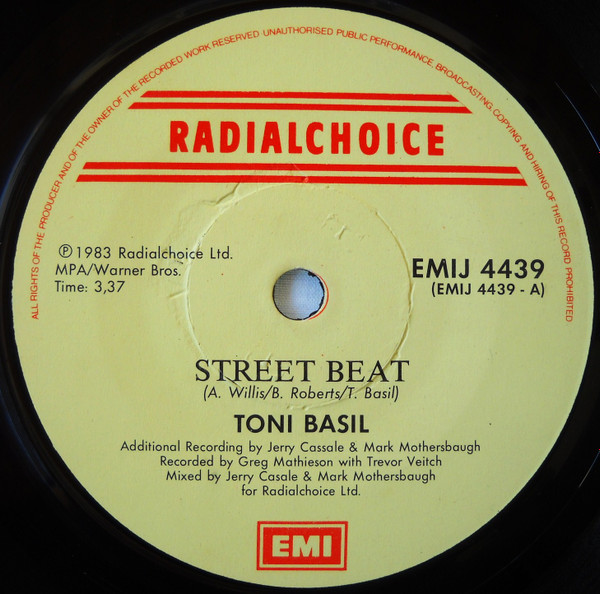 ALL RIGHTS OF THE PRODUCER AND OF THE OWNER OF THE RECORDED WORK RESERVED UNAUTHORISED PUBLIC PERFORMANCE, BROADCASTING, COPYING AND HIRING OF THIS RECORD PROHIBITED
RADIALCHOICE
℗ 1983 Radialchoice Ltd.
MPA/Warner Bros.
Time: 3,37
EMIJ 4439
(EMIJ 4439 - A)
STREET BEAT
(A. Willis/B. Roberts/T. Basil)
TONI BASIL
Additional Recording by Jerry Cassale & Mark Mothersbaugh
Recorded by Greg Mathieson with Trevor Veitch
Mixed by Jerry Casale & Mark Mothersbaugh
for Radialchoice Ltd.
EMI